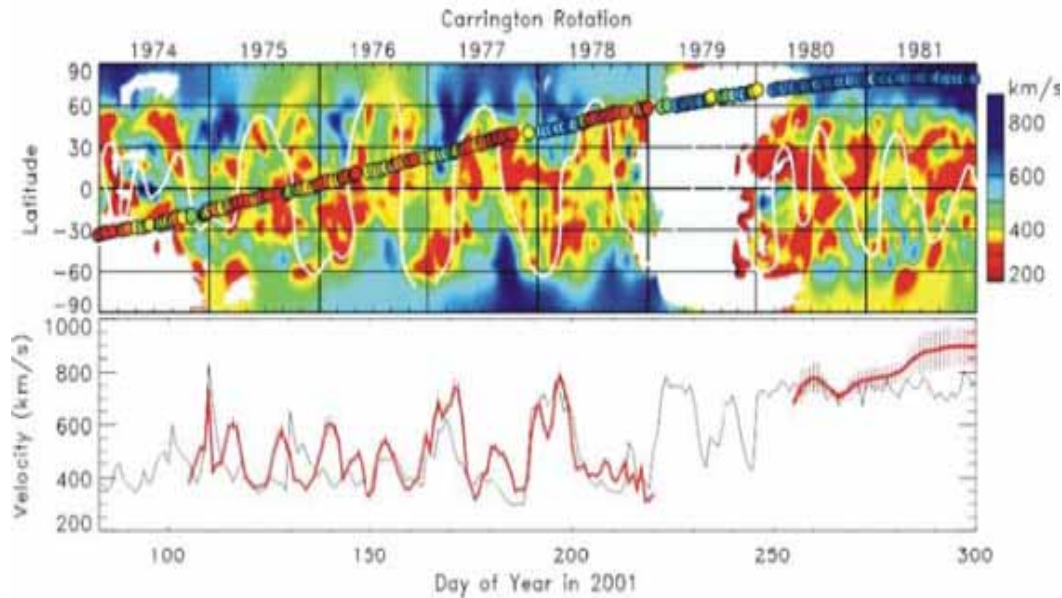 Carrington Rotation
1974 1975 1976 1977 1978 1979 1980 1981
90
60
30
0
-30
-60
-90
Latitude
km/s
800
600
400
200
1000
800
600
400
200
Velocity (km/s)
100 150 200 250 300
Day of Year in 2001